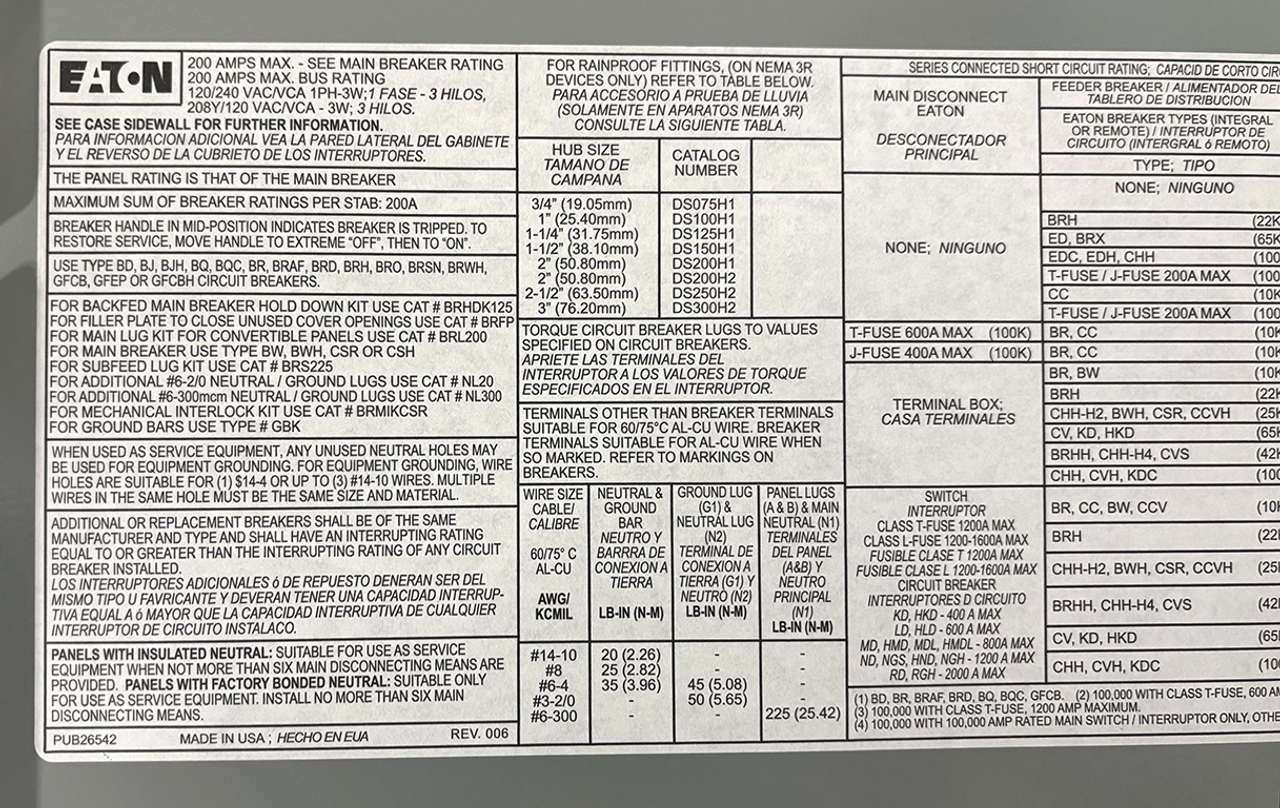 EATON
200 AMPS MAX. - SEE MAIN BREAKER RATING
200 AMPS MAX. BUS RATING
120/240 VAC/VCA 1PH-3W;1 FASE - 3 HILOS,
208Y/120 VAC/VCA - 3W; 3 HILOS.
SEE CASE SIDEWALL FOR FURTHER INFORMATION.
PARA INFORMACION ADICIONAL VEA LA PARED LATERAL DEL GABINETE
Y EL REVERSO DE LA CUBRIETO DE LOS INTERRUPTORES.
THE PANEL RATING IS THAT OF THE MAIN BREAKER
MAXIMUM SUM OF BREAKER RATINGS PER STAB: 200A
BREAKER HANDLE IN MID-POSITION INDICATES BREAKER IS TRIPPED. TO
RESTORE SERVICE, MOVE HANDLE TO EXTREME "OFF", THEN TO "ON".
USE TYPE BD, BJ, BJH, BQ, BQC, BR, BRAF, BRD, BRH, BRO, BRSN, BRWH,
GFCB, GFEP OR GFCBH CIRCUIT BREAKERS.
FOR BACKFED MAIN BREAKER HOLD DOWN KIT USE CAT # BRHDK125
FOR FILLER PLATE TO CLOSE UNUSED COVER OPENINGS USE CAT # BRFP
FOR MAIN LUG KIT FOR CONVERTIBLE PANELS USE CAT # BRL200
FOR MAIN BREAKER USE TYPE BW, BWH, CSR OR CSH
FOR SUBFEED LUG KIT USE CAT # BRS225
FOR ADDITIONAL #6-2/0 NEUTRAL / GROUND LUGS USE CAT # NL20
FOR ADDITIONAL #6-300mcm NEUTRAL / GROUND LUGS USE CAT # NL300
FOR MECHANICAL INTERLOCK KIT USE CAT # BRMIKCSR
FOR GROUND BARS USE TYPE # GBK
WHEN USED AS SERVICE EQUIPMENT, ANY UNUSED NEUTRAL HOLES MAY
BE USED FOR EQUIPMENT GROUNDING. FOR EQUIPMENT GROUNDING, WIRE
HOLES ARE SUITABLE FOR (1) $14-4 OR UP TO (3) #14-10 WIRES. MULTIPLE
WIRES IN THE SAME HOLE MUST BE THE SAME SIZE AND MATERIAL.
ADDITIONAL OR REPLACEMENT BREAKERS SHALL BE OF THE SAME
MANUFACTURER AND TYPE AND SHALL HAVE AN INTERRUPTING RATING
EQUAL TO OR GREATER THAN THE INTERRUPTING RATING OF ANY CIRCUIT
BREAKER INSTALLED.
LOS INTERRUPTORES ADICIONALES ó DE REPUESTO DENERAN SER DEL
MISMO TIPO U FAVRICANTE Y DEVERAN TENER UNA CAPACIDAD INTERRUP-
TIVA EQUAL A ó MAYOR QUE LA CAPACIDAD INTERRUPTIVA DE CUALQUIER
INTERRUPTOR DE CIRCUITO INSTALACO.
PANELS WITH INSULATED NEUTRAL: SUITABLE FOR USE AS SERVICE
EQUIPMENT WHEN NOT MORE THAN SIX MAIN DISCONNECTING MEANS ARE
PROVIDED. PANELS WITH FACTORY BONDED NEUTRAL: SUITABLE ONLY
FOR USE AS SERVICE EQUIPMENT. INSTALL NO MORE THAN SIX MAIN
DISCONNECTING MEANS.
PUB26542 MADE IN USA ; HECHO EN EUA REV. 006
FOR RAINPROOF FITTINGS, (ON NEMA 3R
DEVICES ONLY) REFER TO TABLE BELOW.
PARA ACCESORIO A PRUEBA DE LLUVIA
(SOLAMENTE EN APARATOS NEMA 3R)
CONSULTE LA SIGUIENTE TABLA.
HUB SIZE
TAMANO DE
CAMPANA
CATALOG
NUMBER
3/4" (19.05mm) DS075H1
1" (25.40mm) DS100H1
1-1/4" (31.75mm) DS125H1
1-1/2" (38.10mm) DS150H1
2" (50.80mm) DS200H1
2" (50.80mm) DS200H2
2-1/2" (63.50mm) DS250H2
3" (76.20mm) DS300H2
TORQUE CIRCUIT BREAKER LUGS TO VALUES
SPECIFIED ON CIRCUIT BREAKERS.
APRIETE LAS TERMINALES DEL
INTERRUPTOR A LOS VALORES DE TORQUE
ESPECIFICADOS EN EL INTERRUPTOR.
TERMINALS OTHER THAN BREAKER TERMINALS
SUITABLE FOR 60/75°C AL-CU WIRE. BREAKER
TERMINALS SUITABLE FOR AL-CU WIRE WHEN
SO MARKED. REFER TO MARKINGS ON
BREAKERS.
WIRE SIZE
CABLE/
CALIBRE
60/75° C
AL-CU
AWG/
KCMIL
NEUTRAL &
GROUND
BAR
NEUTRO Y
BARRRA DE
CONEXION A
TIERRA
LB-IN (N-M)
GROUND LUG
(G1) &
NEUTRAL LUG
(N2)
TERMINAL DE
CONEXION A
TIERRA (G1) Y
NEUTRO (N2)
LB-IN (N-M)
PANEL LUGS
(A & B) & MAIN
NEUTRAL (N1)
TERMINALES
DEL PANEL
(A&B) Y
NEUTRO
PRINCIPAL
(N1)
LB-IN (N-M)
#14-10 20 (2.26) - -
#8 25 (2.82) - -
#6-4 35 (3.96) 45 (5.08) -
#3-2/0 - 50 (5.65) -
#6-300 - - 225 (25.42)
SERIES CONNECTED SHORT CIRCUIT RATING; CAPACID DE CORTO CIR
MAIN DISCONNECT
EATON
DESCONECTADOR
PRINCIPAL
FEEDER BREAKER / ALIMENTADOR DEL
TABLERO DE DISTRIBUCION
EATON BREAKER TYPES (INTEGRAL
OR REMOTE) / INTERRUPTOR DE
CIRCUITO (INTERGRAL ó REMOTO)
TYPE; TIPO
NONE; NINGUNO
NONE; NINGUNO
BRH (22K
ED, BRX (65K
EDC, EDH, CHH (100
T-FUSE / J-FUSE 200A MAX (100
CC (10K
T-FUSE / J-FUSE 200A MAX (100
T-FUSE 600A MAX (100K) BR, CC (10K
J-FUSE 400A MAX (100K) BR, CC (10K
TERMINAL BOX;
CASA TERMINALES
BR, BW (10K
BRH (22K
CHH-H2, BWH, CSR, CCVH (25K
CV, KD, HKD (65K
BRHH, CHH-H4, CVS (42K
CHH, CVH, KDC (100
SWITCH
INTERRUPTOR
CLASS T-FUSE 1200A MAX
CLASS L-FUSE 1200-1600A MAX
FUSIBLE CLASE T 1200A MAX
FUSIBLE CLASE L 1200-1600A MAX
CIRCUIT BREAKER
INTERRUPTORES D CIRCUITO
KD, HKD - 400 A MAX
LD, HLD - 600 A MAX
MD, HMD, MDL, HMDL - 800A MAX
ND, NGS, HND, NGH - 1200 A MAX
RD, RGH - 2000 A MAX
BR, CC, BW, CCV (10K
BRH (22K
CHH-H2, BWH, CSR, CCVH (25K
BRHH, CHH-H4, CVS (42K
CV, KD, HKD (65K
CHH, CVH, KDC (100
(1) BD, BR, BRAF, BRD, BQ, BQC, GFCB. (2) 100,000 WITH CLASS T-FUSE, 600 AM
(3) 100,000 WITH CLASS T-FUSE, 1200 AMP MAXIMUM.
(4) 100,000 WITH 100,000 AMP RATED MAIN SWITCH / INTERRUPTOR ONLY, OTHE